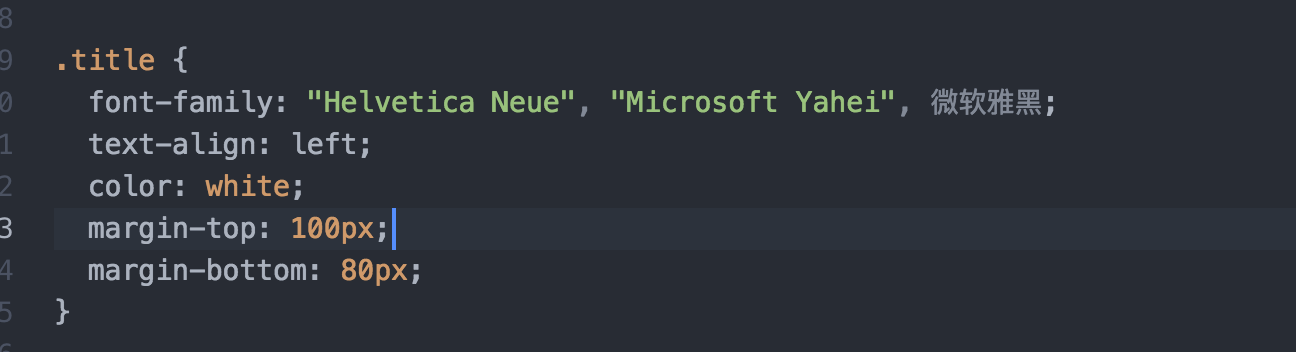 8
9 .title {
0 font-family: "Helvetica Neue", "Microsoft Yahei", 微软雅黑;
1 text-align: left;
2 color: white;
3 margin-top: 100px;
4 margin-bottom: 80px;
5 }
6